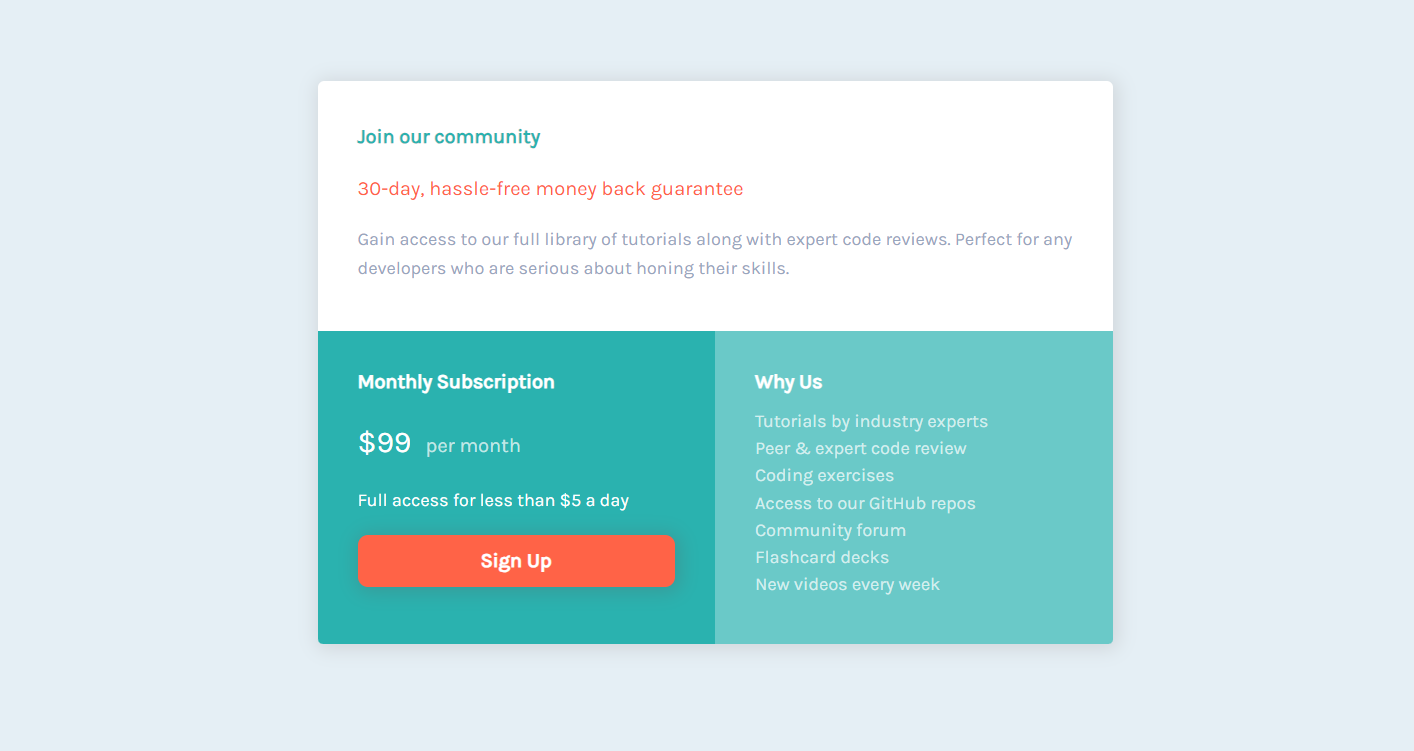 Join our community
30-day, hassle-free money back guarantee
Gain access to our full library of tutorials along with expert code reviews. Perfect for any
developers who are serious about honing their skills.
Monthly Subscription
$99 per month
Full access for less than $5 a day
Sign Up
Why Us
Tutorials by industry experts
Peer & expert code review
Coding exercises
Access to our GitHub repos
Community forum
Flashcard decks
New videos every week